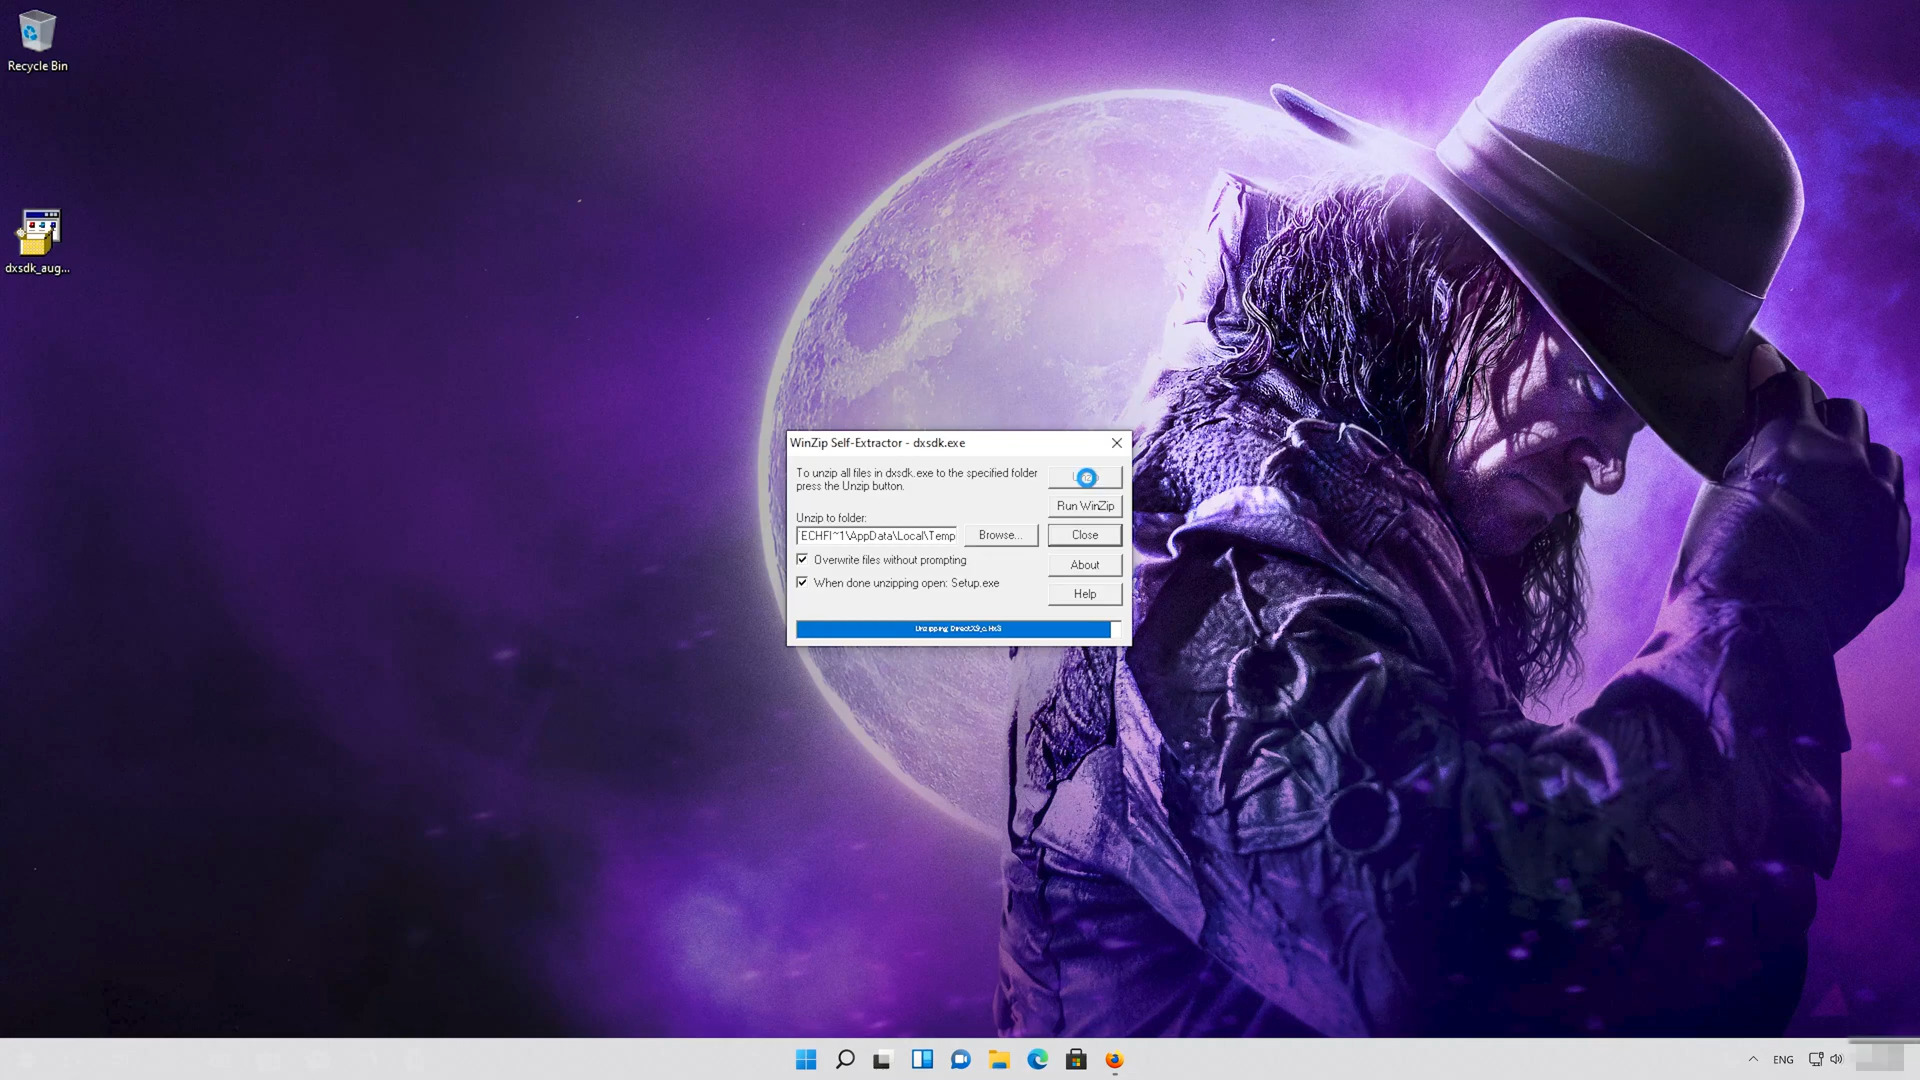 Recycle Bin
dxsdk_aug...
WinZip Self-Extractor - dxsdk.exe
To unzip all files in dxsdk.exe to the specified folder
press the Unzip button.
Run WinZip
Unzip to folder:
ECHFI~1\AppData\Local\Temp
Browse...
Close
Overwrite files without prompting
About
When done unzipping open: Setup.exe
Help
Unzipping DirectX9_c.HxS
ENG